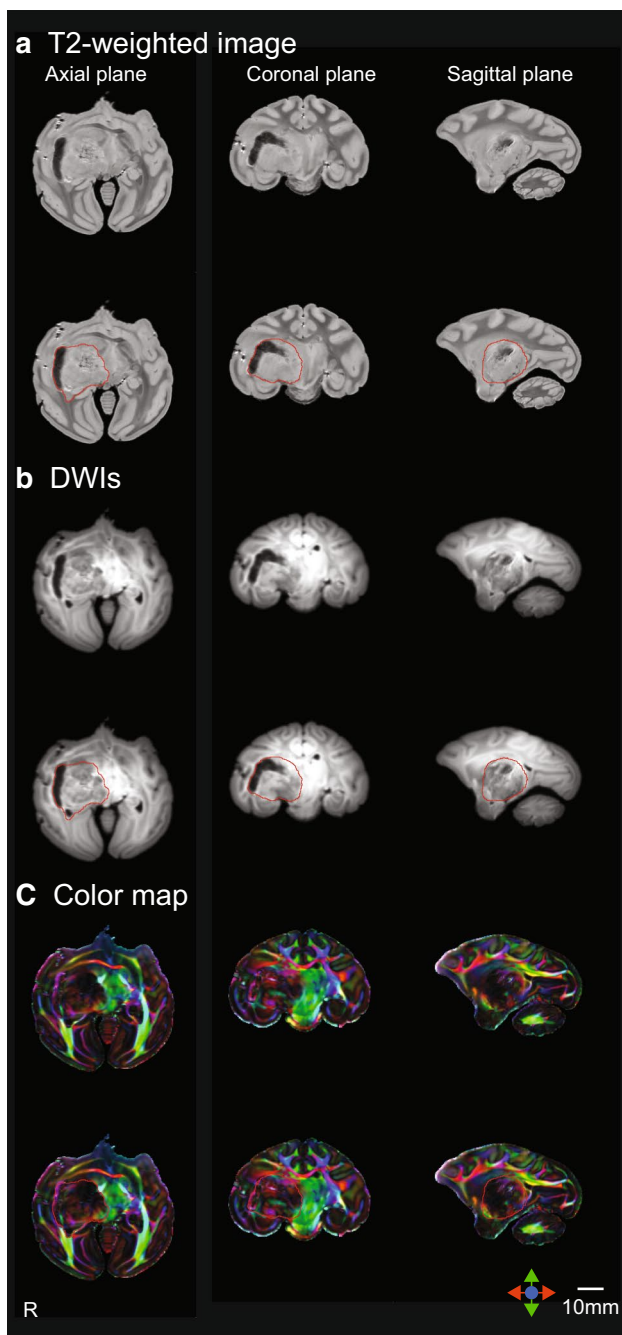 a T2-weighted image
Axial plane Coronal plane Sagittal plane
b DWIs
C Color map
R
10mm